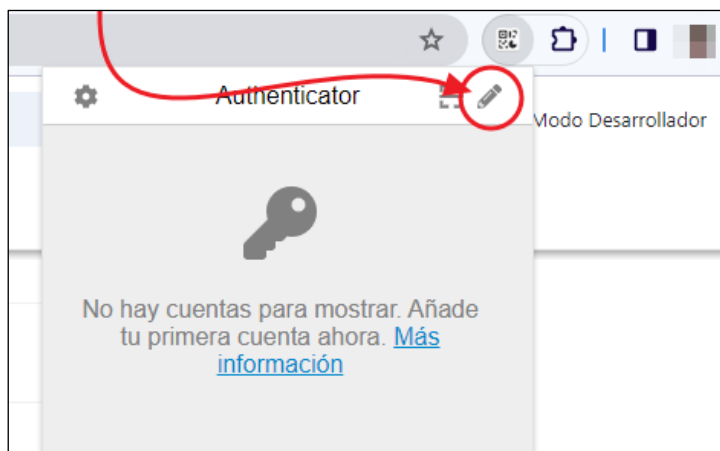 Authenticator
Modo Desarrollador
No hay cuentas para mostrar. Añade
tu primera cuenta ahora. Más
información